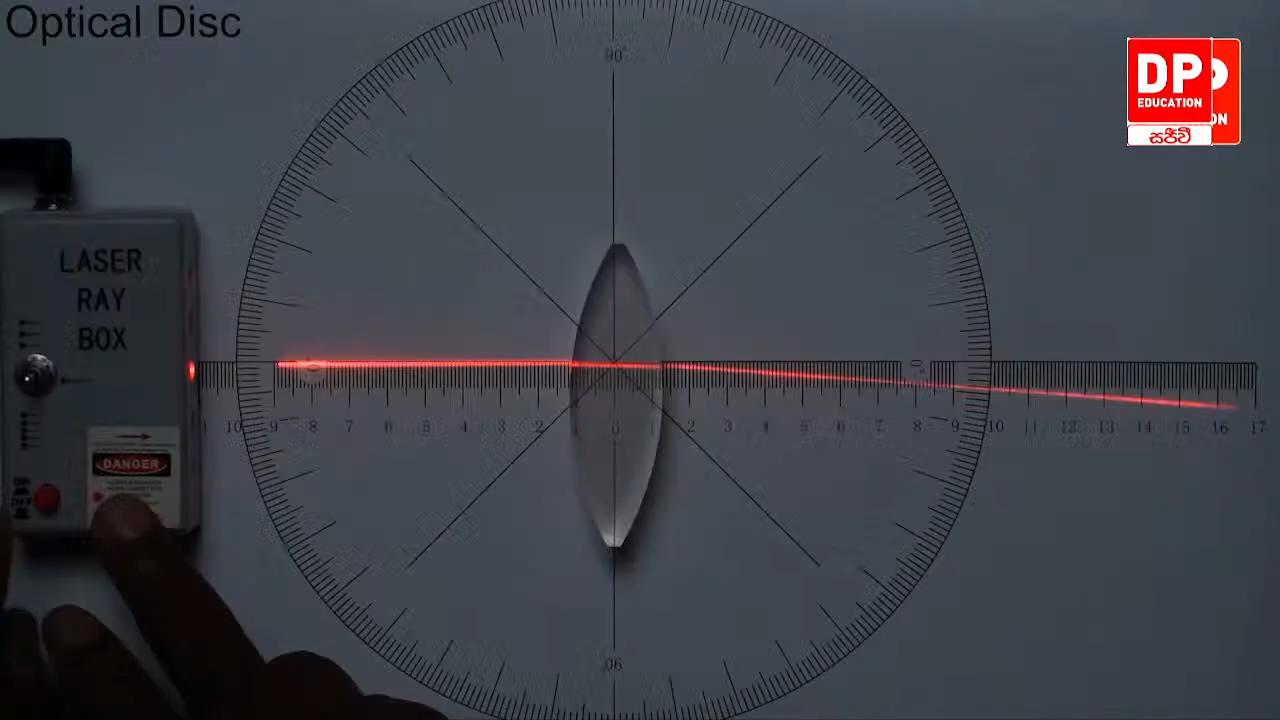 Optical Disc
DP
EDUCATION
සජීවී
90°
LASER
RAY
BOX
DANGER
10 9 8 7 6 5 4 3 2 0 1 2 3 4 5 6 7 8 9 10 11 12 13 14 15 16 17
90